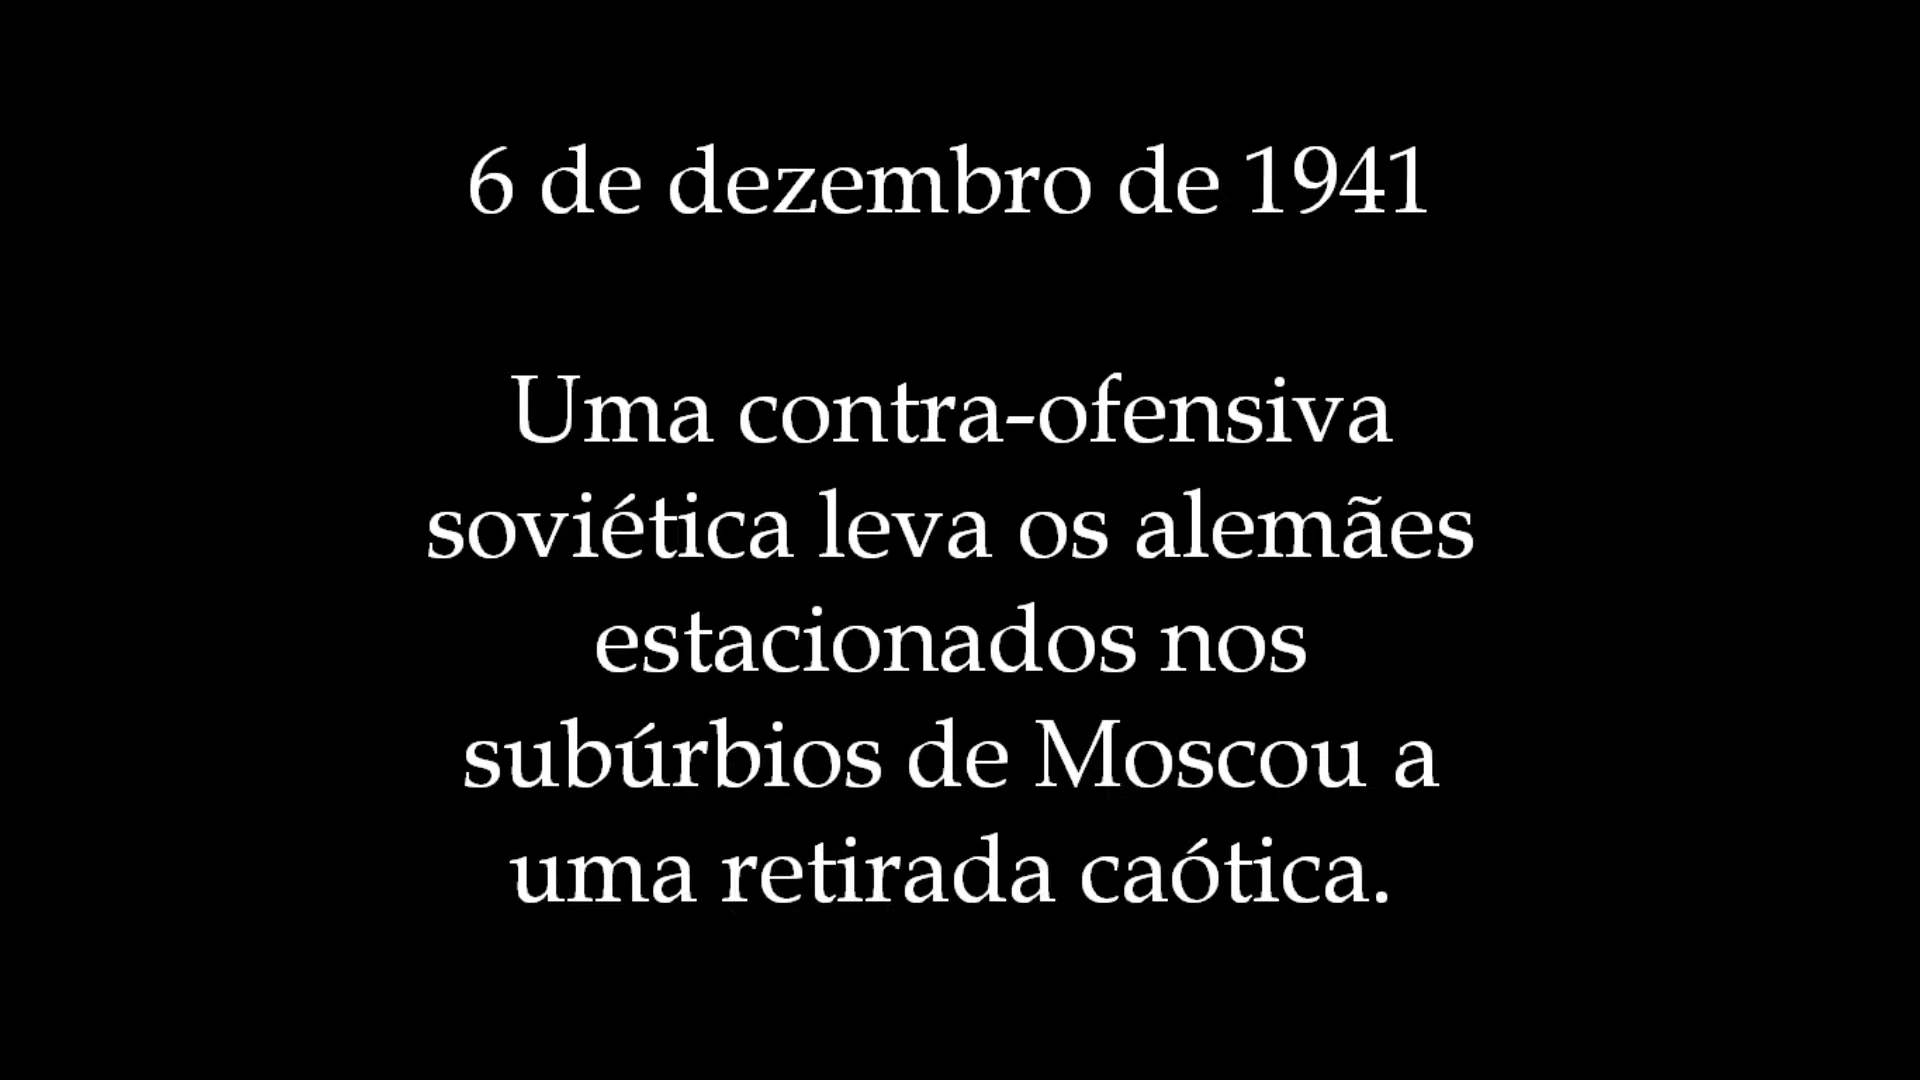 6 de dezembro de 1941
Uma contra-ofensiva
soviética leva os alemães
estacionados nos
subúrbios de Moscou a
uma retirada caótica.